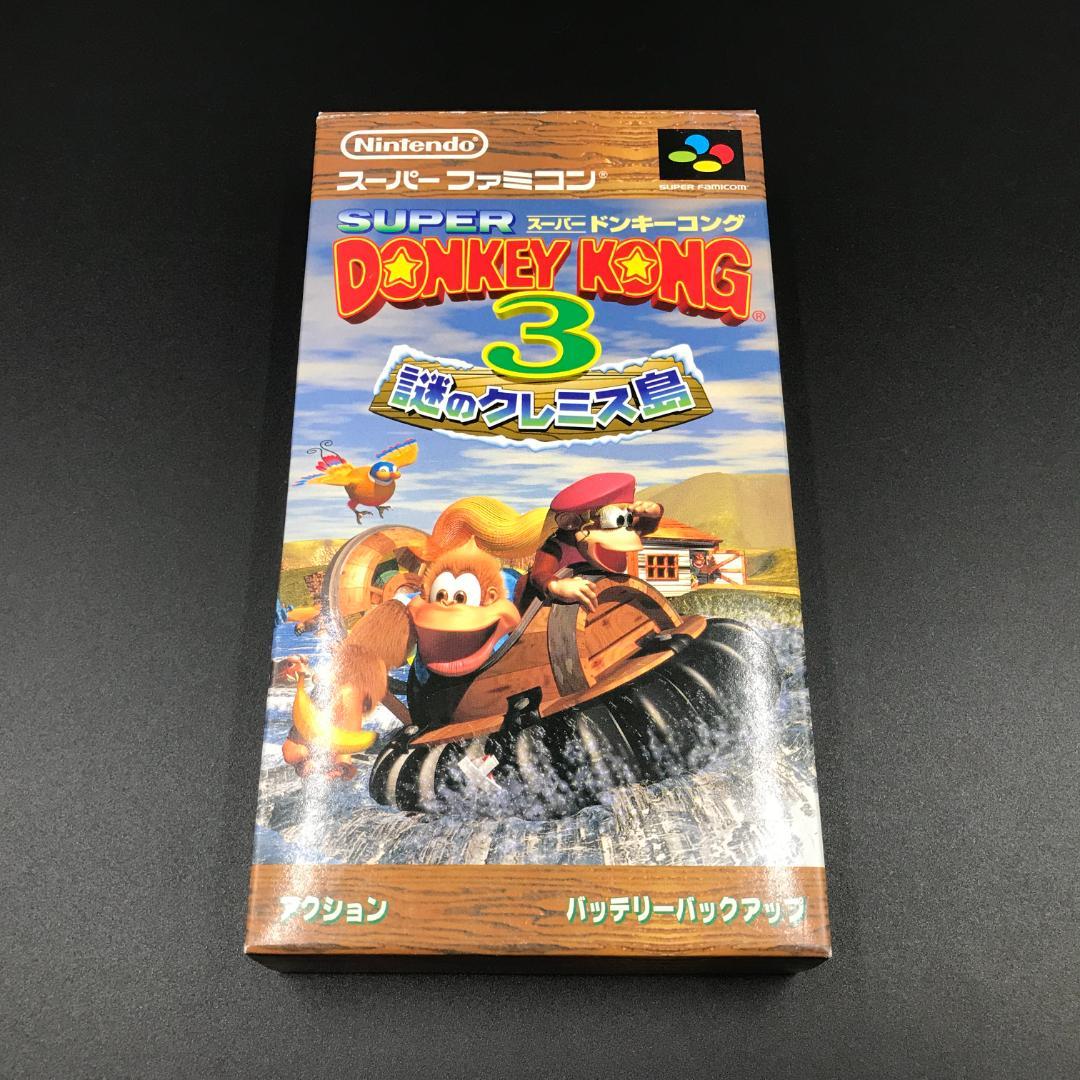 Nintendo®
スーパーファミコン®
SUPER FAMICOM
SUPER スーパードンキーコング
DONKEY KONG®
3
謎のクレミス島
アクション
バッテリーバックアップ